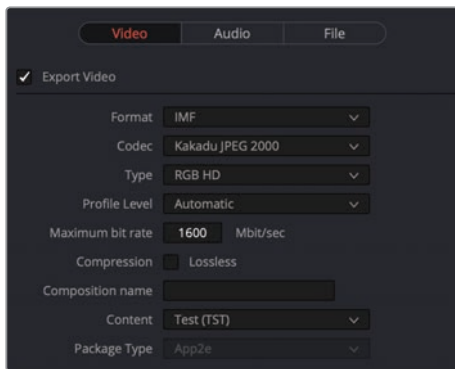 Video Audio File
Export Video
Format IMF
Codec Kakadu JPEG 2000
Type RGB HD
Profile Level Automatic
Maximum bit rate 1600 Mbit/sec
Compression Lossless
Composition name
Content Test (TST)
Package Type App2e